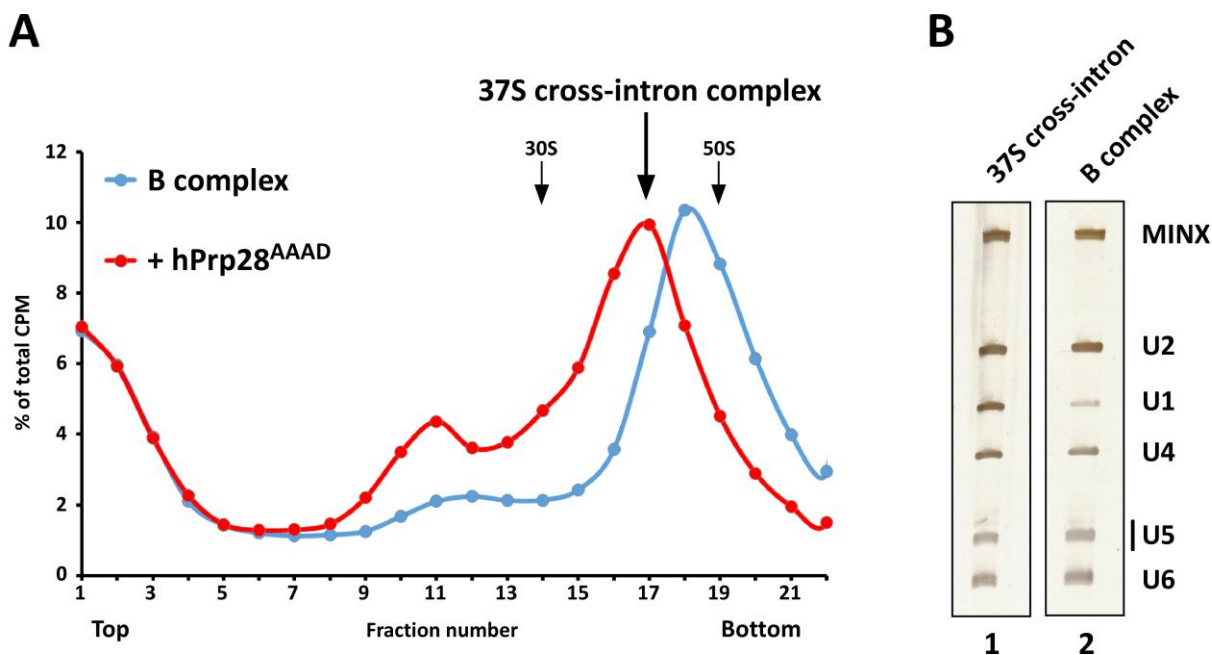 A
B
37S cross-intron complex
30S
50S
B complex
+ hPrp28AAAD
% of total CPM
12
10
8
6
4
2
0
1 3 5 7 9 11 13 15 17 19 21
Top Fraction number Bottom
37S cross-intron
B complex
MINX
U2
U1
U4
U5
U6
1 2